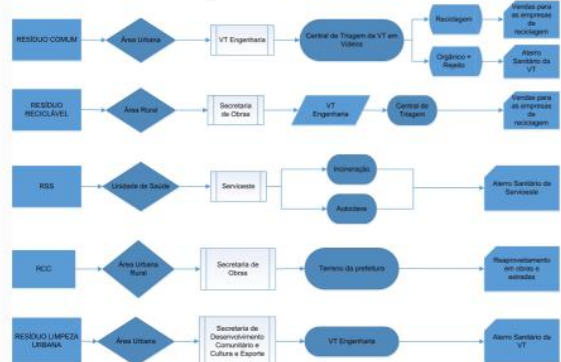 RESÍDUO COMUM
Área Urbana
VT Engenharia
Central de Triagem da VT em
Videira
Reciclagem
Orgânico +
Rejeito
Vendas para
as empresas
de
reciclagem
Aterro
Sanitário da
VT
RESÍDUO
RECICLÁVEL
Área Rural
Secretaria
de Obras
VT
Engenharia
Central de
Triagem
Vendas para
as empresas
de
reciclagem
RSS
Unidade de Saúde
Servioeste
Incineração
Autoclave
Aterro Sanitário da
Servioeste
RCC
Área Urbana
Rural
Secretaria de
Obras
Terreno da prefeitura
Reaproveitamento
em obras e
estradas
RESÍDUO LIMPEZA
URBANA
Área Urbana
Secretaria de
Desenvolvimento
Comunitário e
Cultura e Esporte
VT Engenharia
Aterro Sanitário da
VT